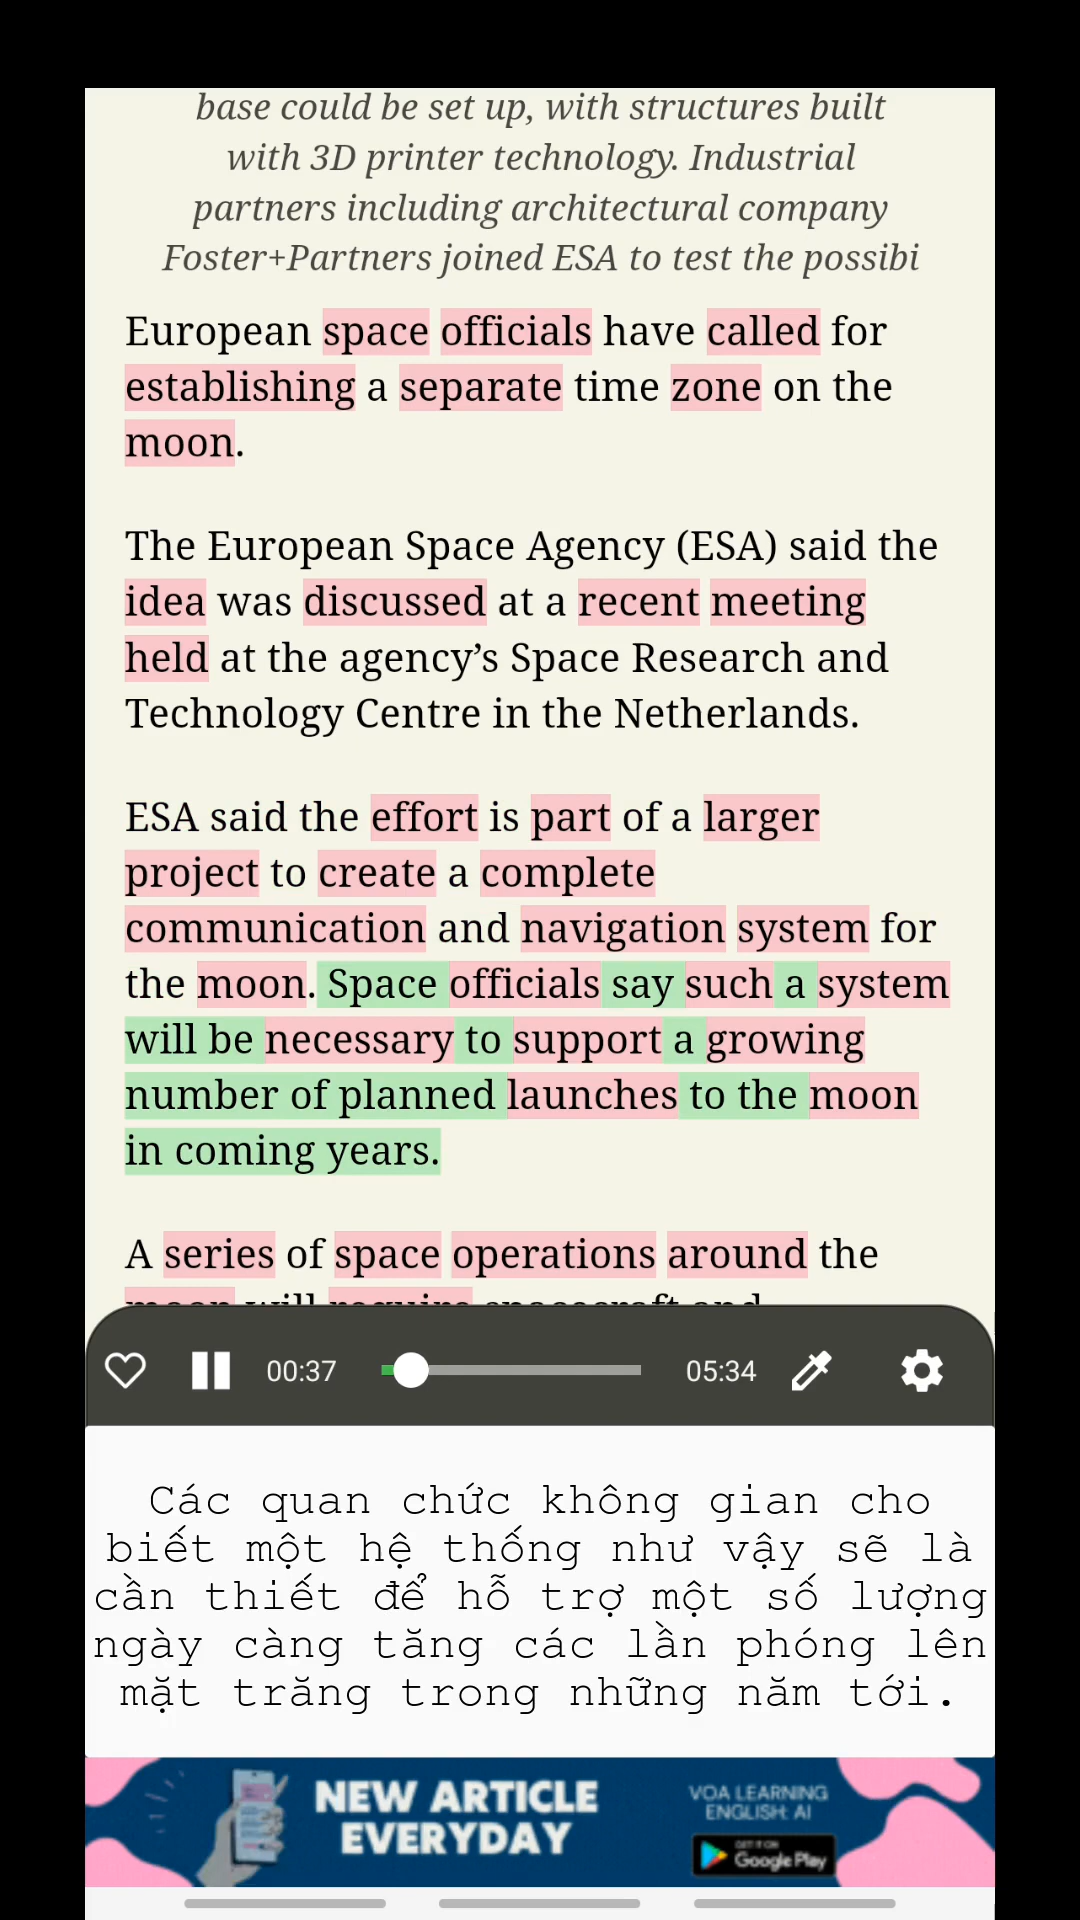 base could be set up, with structures built
with 3D printer technology. Industrial
partners including architectural company
Foster+Partners joined ESA to test the possibi
European space officials have called for
establishing a separate time zone on the
moon.
The European Space Agency (ESA) said the
idea was discussed at a recent meeting
held at the agency’s Space Research and
Technology Centre in the Netherlands.
ESA said the effort is part of a larger
project to create a complete
communication and navigation system for
the moon. Space officials say such a system
will be necessary to support a growing
number of planned launches to the moon
in coming years.
A series of space operations around the
moon will require spacecraft and
00:37
05:34
Các quan chức không gian cho
biết một hệ thống như vậy sẽ là
cần thiết để hỗ trợ một số lượng
ngày càng tăng các lần phóng lên
mặt trăng trong những năm tới.
NEW ARTICLE
EVERYDAY
VOA LEARNING
ENGLISH: AI
GET IT ON
Google Play